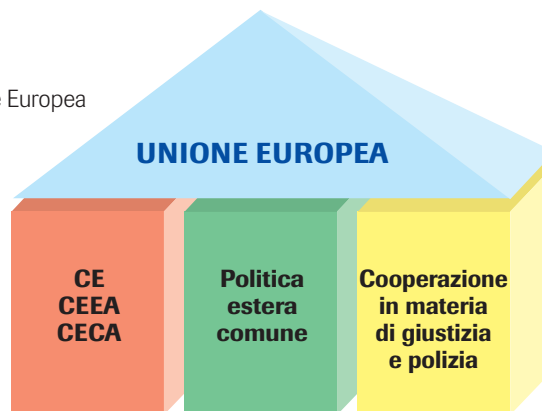 Europea
UNIONE EUROPEA
CE
CEEA
CECA
Politica
estera
comune
Cooperazione
in materia
di giustizia
e polizia